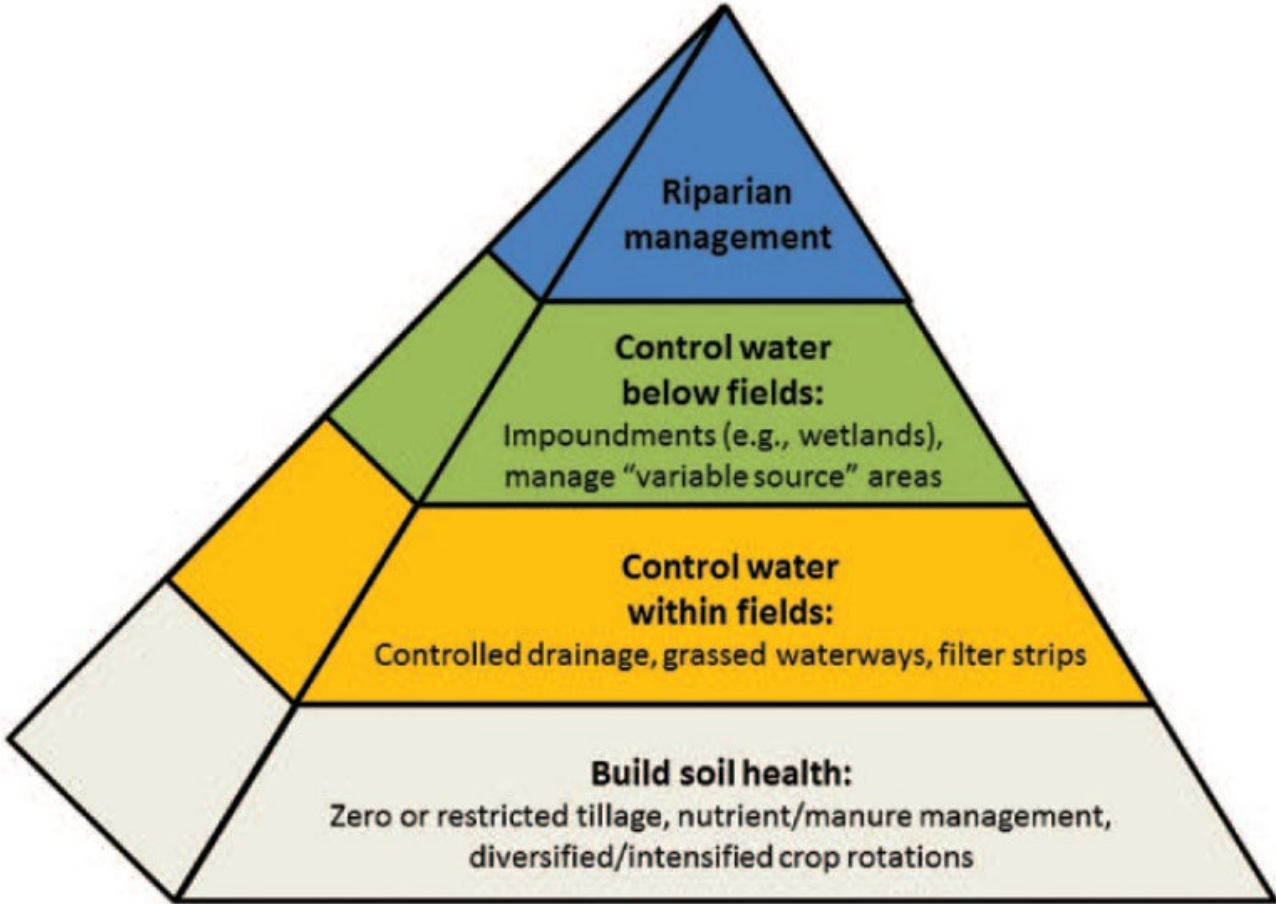 Riparian
management
Control water
below fields:
Impoundments (e.g., wetlands),
manage “variable source” areas
Control water
within fields:
Controlled drainage, grassed waterways, filter strips
Build soil health:
Zero or restricted tillage, nutrient/manure management,
diversified/intensified crop rotations